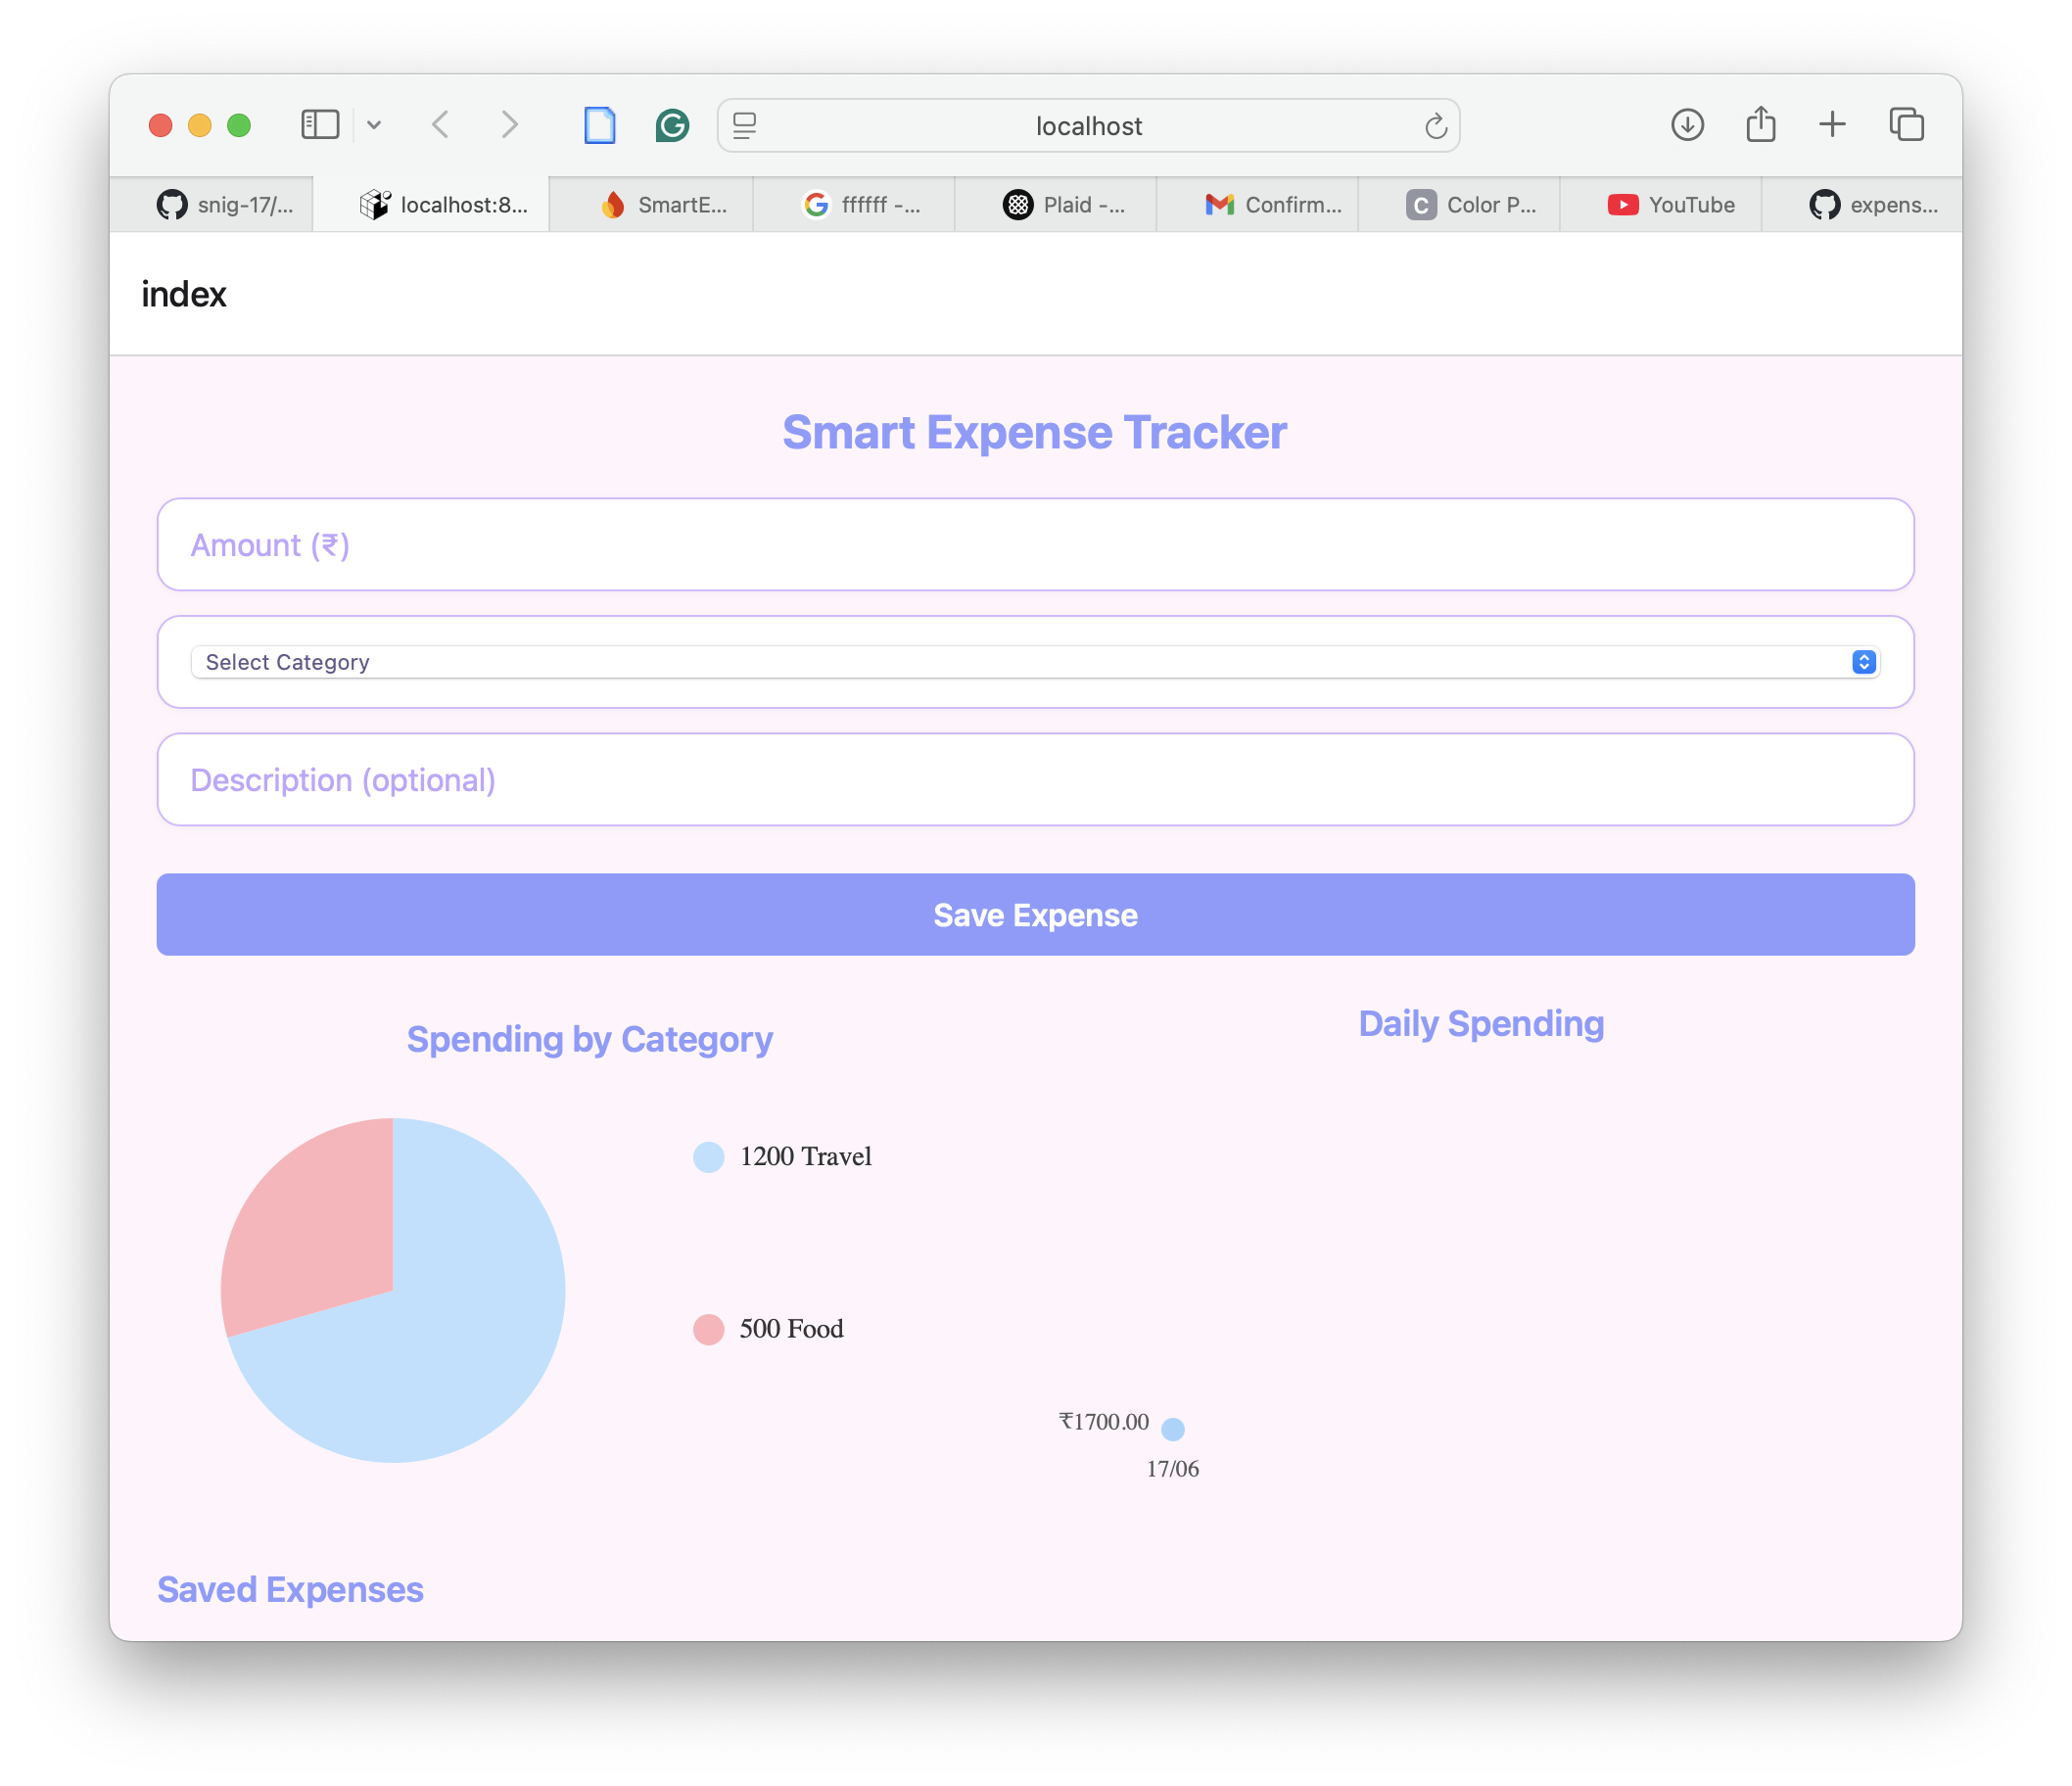 localhost
snig-17/...
localhost:8...
SmartE...
ffffff -...
Plaid -...
Confirm...
C
Color P...
YouTube
expens...
index
Smart Expense Tracker
Amount (₹)
Select Category
Description (optional)
Save Expense
Spending by Category
Daily Spending
1200 Travel
500 Food
₹1700.00
17/06
Saved Expenses